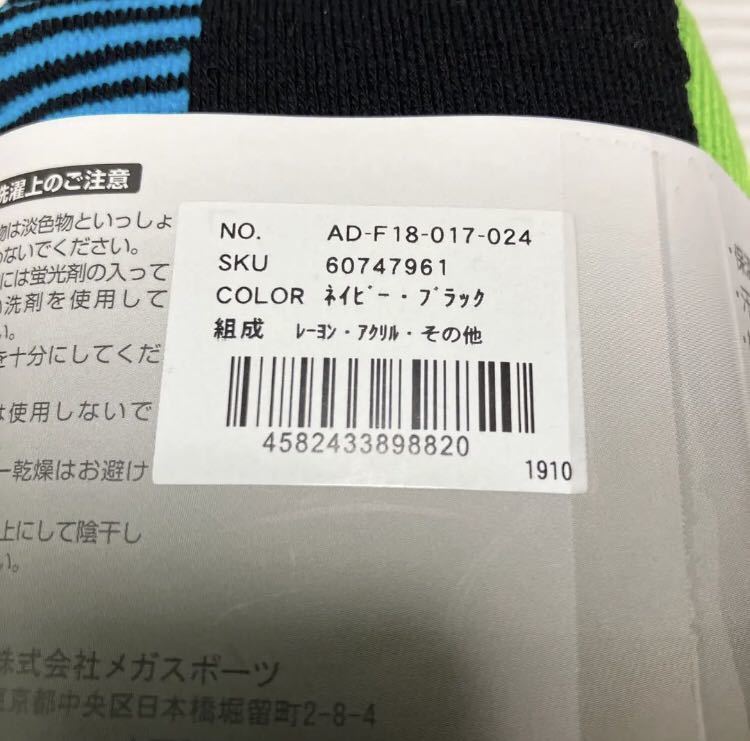 洗濯上のご注意
物は淡色物といっしょ
わないでください。
には蛍光剤の入って
洗剤を使用して
い。
を十分にしてくだ
は使用しないで
ー乾燥はお避け
上にして陰干し
い。
NO. AD-F18-017-024
SKU 60747961
COLOR ﾈｲﾋﾞｰ・ﾌﾞﾗｯｸ
組成 ﾚｰﾖﾝ・ｱｸﾘﾙ・その他
4582433898820
1910
株式会社メガスポーツ
東京都中央区日本橋堀留町2-8-4